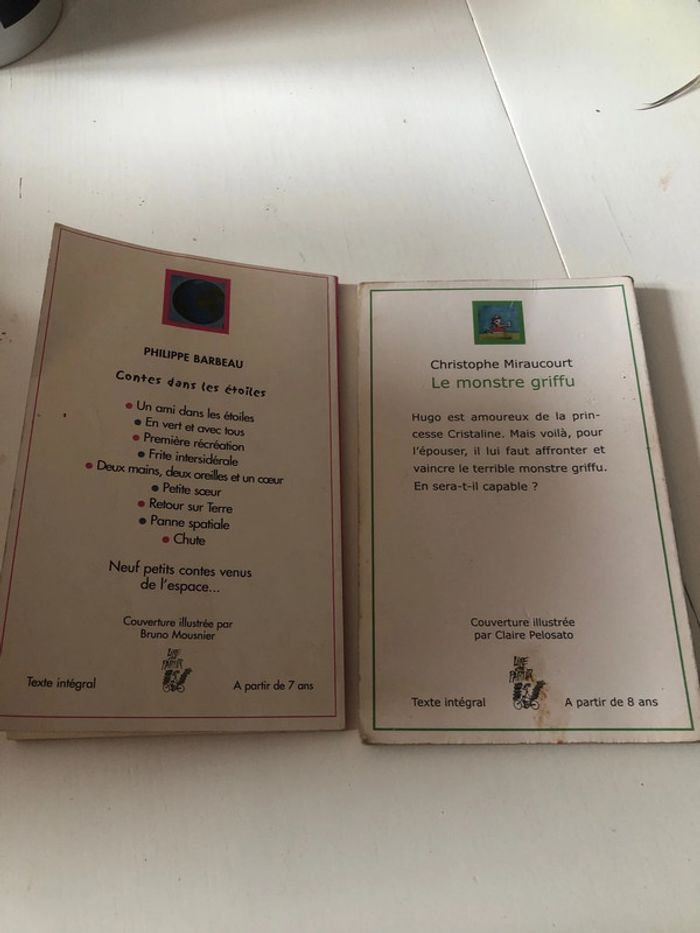 PHILIPPE BARBEAU
Contes dans les étoiles
Un ami dans les étoiles
En vert et avec tous
Première récréation
Frite intersidérale
Deux mains, deux oreilles et un cœur
Petite sœur
Retour sur Terre
Panne spatiale
Chute
Neuf petits contes venus
de l'espace...
Couverture illustrée par
Bruno Mousnier
LIRE
PARTIR
Texte intégral
A partir de 7 ans
Christophe Miraucourt
Le monstre griffu
Hugo est amoureux de la prin-
cesse Cristaline. Mais voilà, pour
l'épouser, il lui faut affronter et
vaincre le terrible monstre griffu.
En sera-t-il capable ?
Couverture illustrée
par Claire Pelosato
LIRE
PARTIR
Texte intégral
A partir de 8 ans